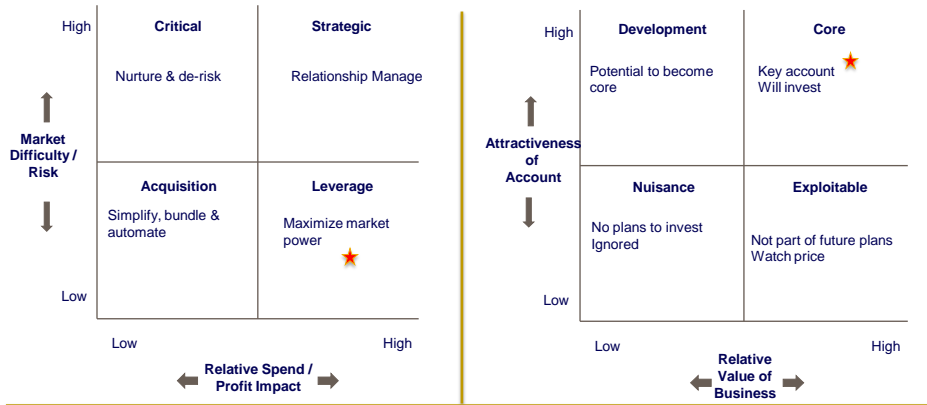 High
Critical
Strategic
Nurture & de-risk
Relationship Manage
Market
Difficulty /
Risk
Acquisition
Leverage
Simplify, bundle &
automate
Maximize market
power
Low
Low
High
Relative Spend /
Profit Impact
High
Development
Core
Potential to become
core
Key account
Will invest
Attractiveness
of
Account
Nuisance
Exploitable
No plans to invest
Ignored
Not part of future plans
Watch price
Low
Low
High
Relative
Value of
Business